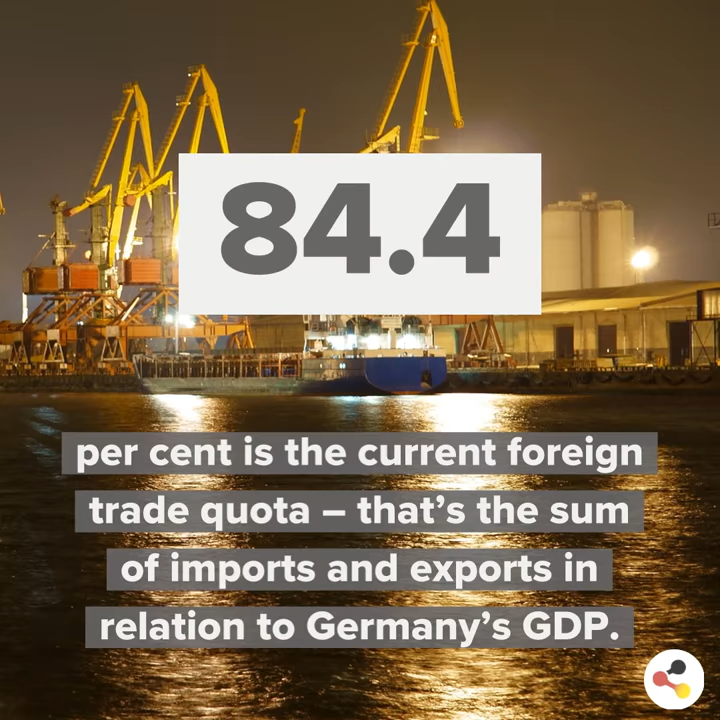 84.4
per cent is the current foreign
trade quota – that’s the sum
of imports and exports in
relation to Germany’s GDP.